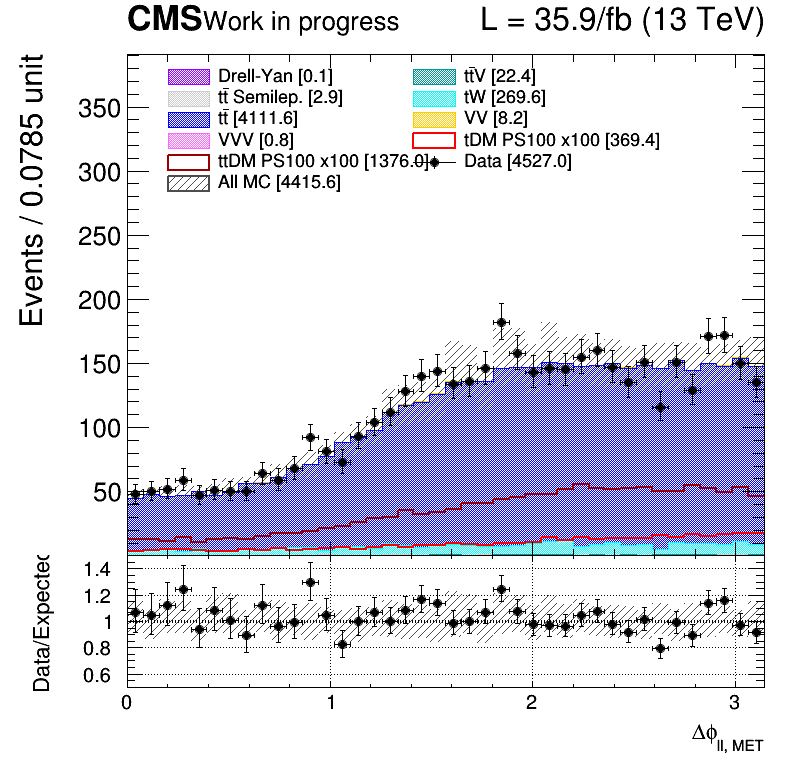 CMS Work in progress L = 35.9/fb (13 TeV)
Events / 0.0785 unit
Drell-Yan [0.1] tt̄V [22.4]
tt̄ Semilep. [2.9] tW [269.6]
tt̄ [4111.6] VV [8.2]
VVV [0.8] tDM PS100 x100 [369.4]
ttDM PS100 x100 [1376.0] Data [4527.0]
All MC [4415.6]
350
300
250
200
150
100
50
Data/Expected
1.4
1.2
1
0.8
0.6
0 1 2 3
Δϕll, MET